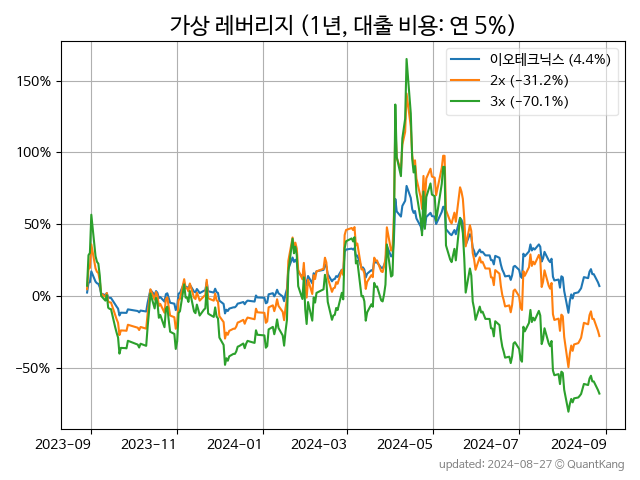 가상 레버리지 (1년, 대출 비용: 연 5%)
이오테크닉스 (4.4%)
2x (−31.2%)
3x (−70.1%)
150%
100%
50%
0%
−50%
2023-09 2023-11 2024-01 2024-03 2024-05 2024-07 2024-09
updated: 2024-08-27 © QuantKang